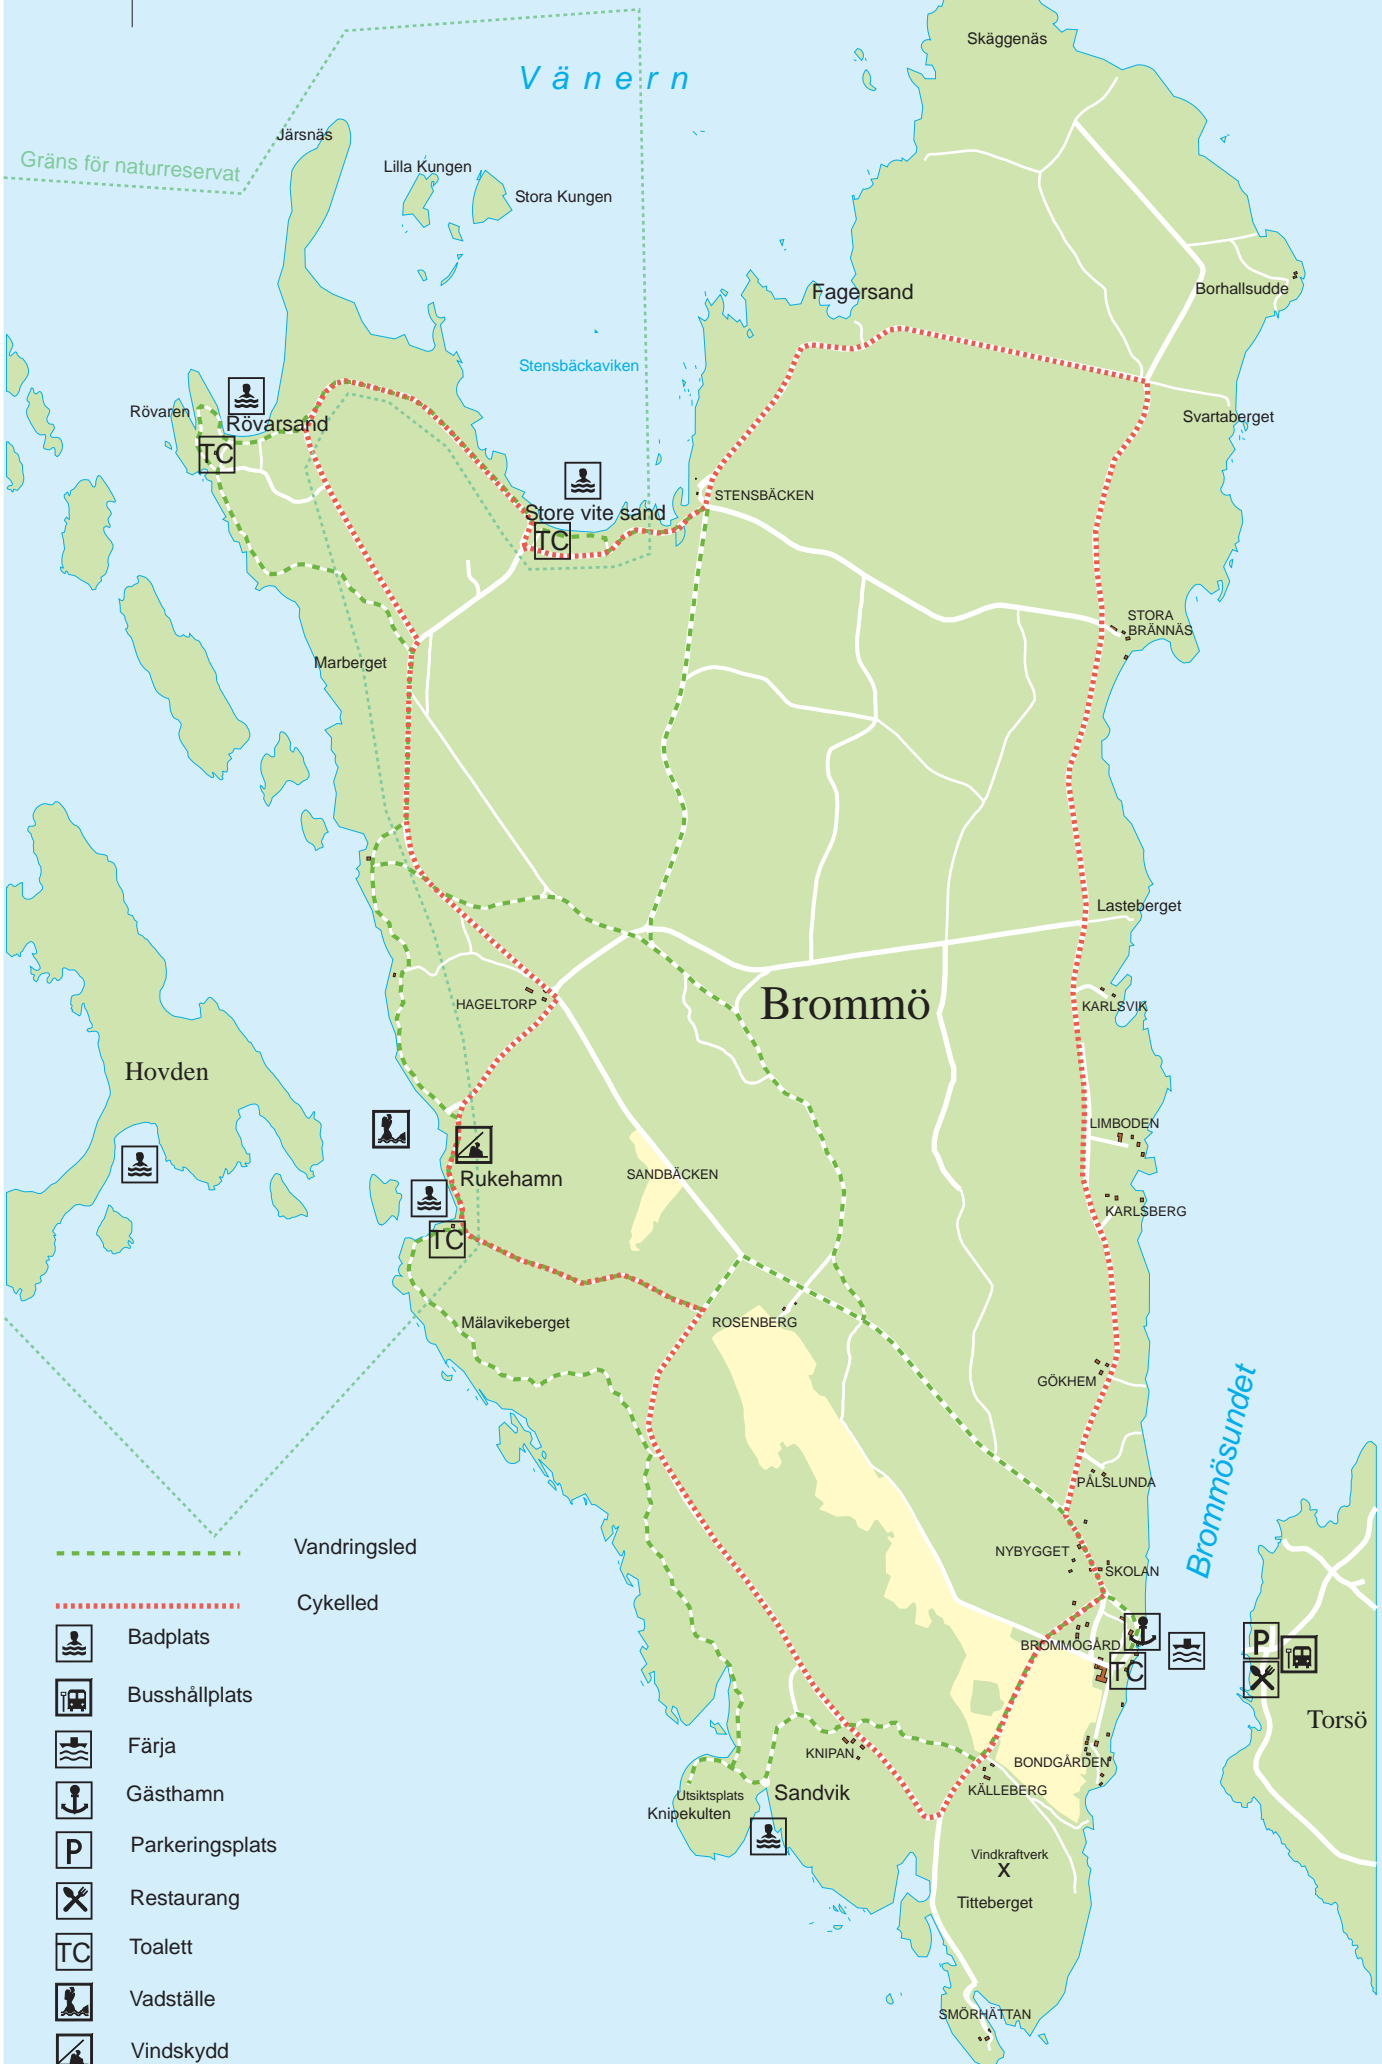 Skäggenäs
Vänern
Järsnäs
Gräns för naturreservat
Lilla Kungen
Stora Kungen
Fagersand
Borhallsudde
Stensbäckaviken
Rövaren
Rövarsand
TC
Svartaberget
STENSBÄCKEN
Store vite sand
TC
STORA
BRÄNNÄS
Marberget
Lasteberget
HAGELTORP
Brommö
KARLSVIK
Hovden
LIMBODEN
Rukehamn
SANDBÄCKEN
KARLSBERG
TC
Mälavikeberget
ROSENBERG
GÖKHEM
Brommösundet
PÅLSLUNDA
Vandringsled
NYBYGGET
SKOLAN
Cykelled
Badplats
BROMMÖGÅRD
P
TC
Busshållplats
Torsö
Färja
KNIPAN
BONDGÅRDEN
Gästhamn
Utsiktsplats
Knipekulten
Sandvik
KÄLLEBERG
P
Parkeringsplats
Vindkraftverk
X
Restaurang
Titteberget
TC
Toalett
Vadställe
SMÖRHÄTTAN
Vindskydd